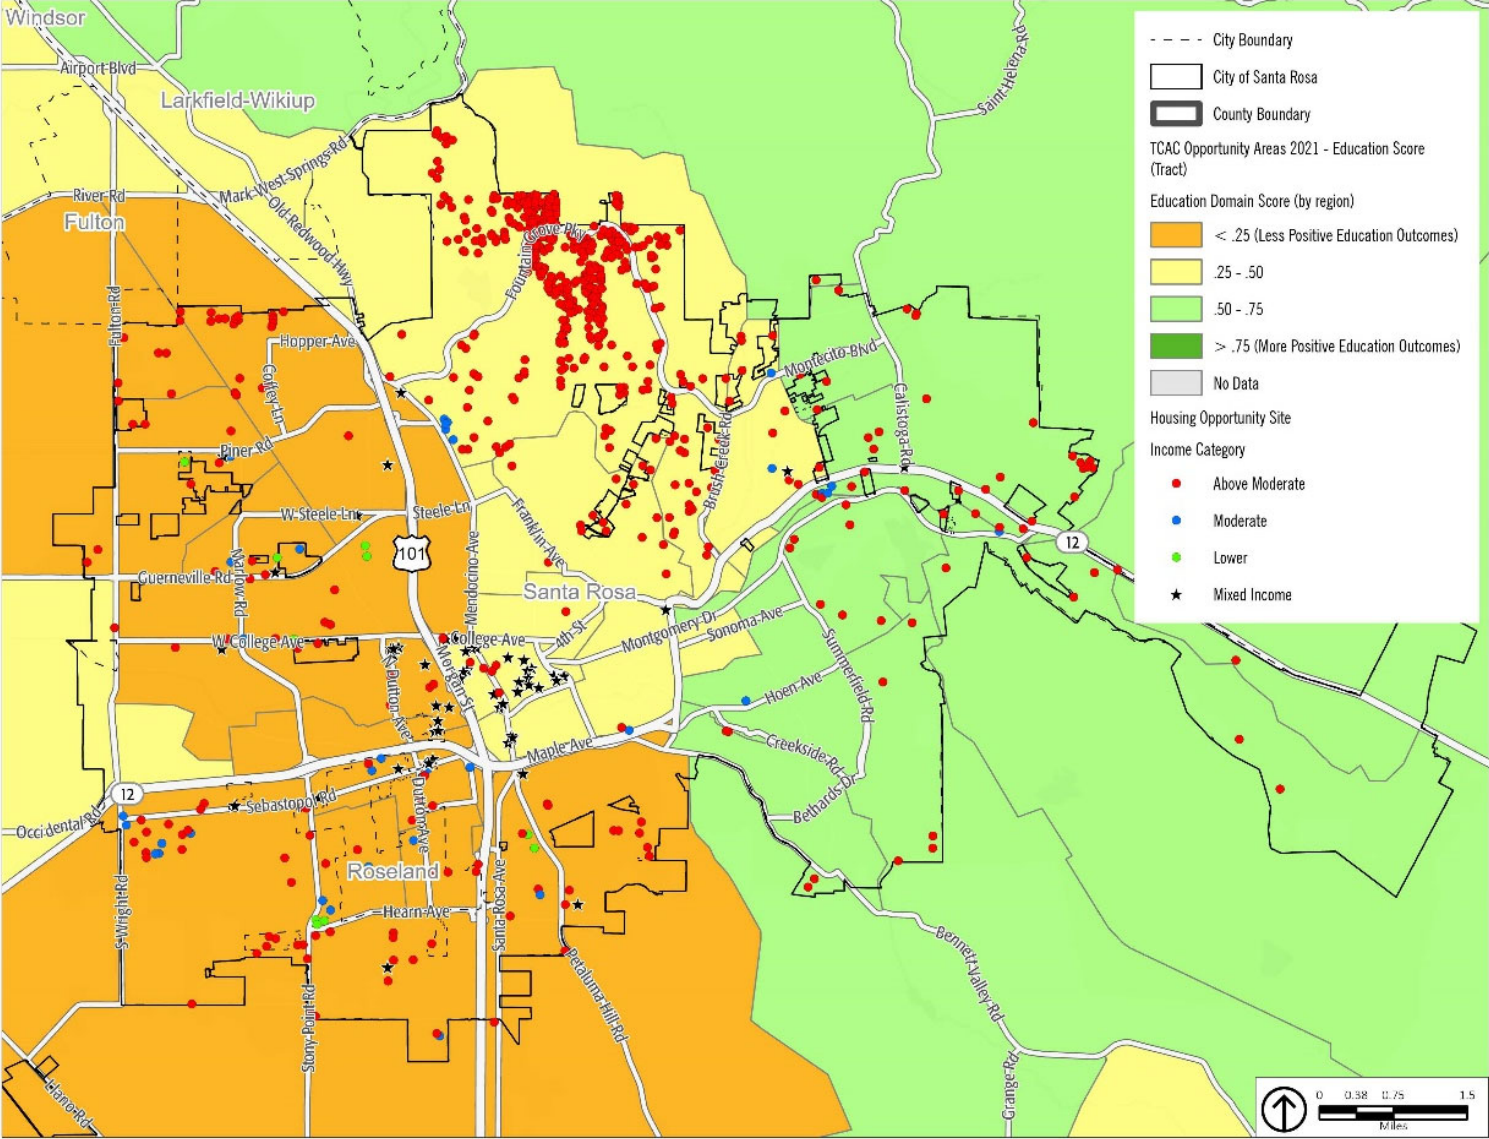 Windsor
Airport Blvd
Larkfield-Wikiup
Saint Helena Rd
Mark West Springs Rd
River Rd
Fulton
Old Redwood Hwy
Fountain Grove Pky
Fulton Rd
Hopper Ave
Coffey Ln
Montecito Blvd
Calistoga Rd
Brush Creek Rd
Piner Rd
W Steele Ln
Steele Ln
Franklin Ave
101
12
Marlow Rd
Guerneville Rd
Mendocino Ave
Santa Rosa
W College Ave
College Ave
4th St
Montgomery Dr
Sonoma Ave
Summerfield Rd
N Dutton Ave
Morgan St
Hoen Ave
Maple Ave
Creekside Rd
Bethards Dr
12
Sebastopol Rd
Occidental Rd
Dutton Ave
Roseland
S Wright Rd
Hearn Ave
Santa Rosa Ave
Stony Point Rd
Petaluma Hill Rd
Bennett Valley Rd
Grange Rd
Llano Rd
City Boundary
City of Santa Rosa
County Boundary
TCAC Opportunity Areas 2021 - Education Score
(Tract)
Education Domain Score (by region)
< .25 (Less Positive Education Outcomes)
.25 - .50
.50 - .75
> .75 (More Positive Education Outcomes)
No Data
Housing Opportunity Site
Income Category
Above Moderate
Moderate
Lower
Mixed Income
0 0.38 0.75 1.5
Miles